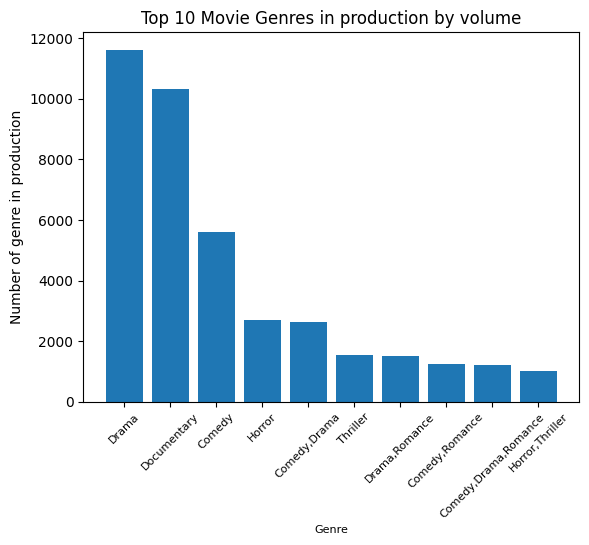 Top 10 Movie Genres in production by volume
Number of genre in production
12000
10000
8000
6000
4000
2000
0
Drama
Documentary
Comedy
Horror
Comedy,Drama
Thriller
Drama,Romance
Comedy,Romance
Comedy,Drama,Romance
Horror,Thriller
Genre